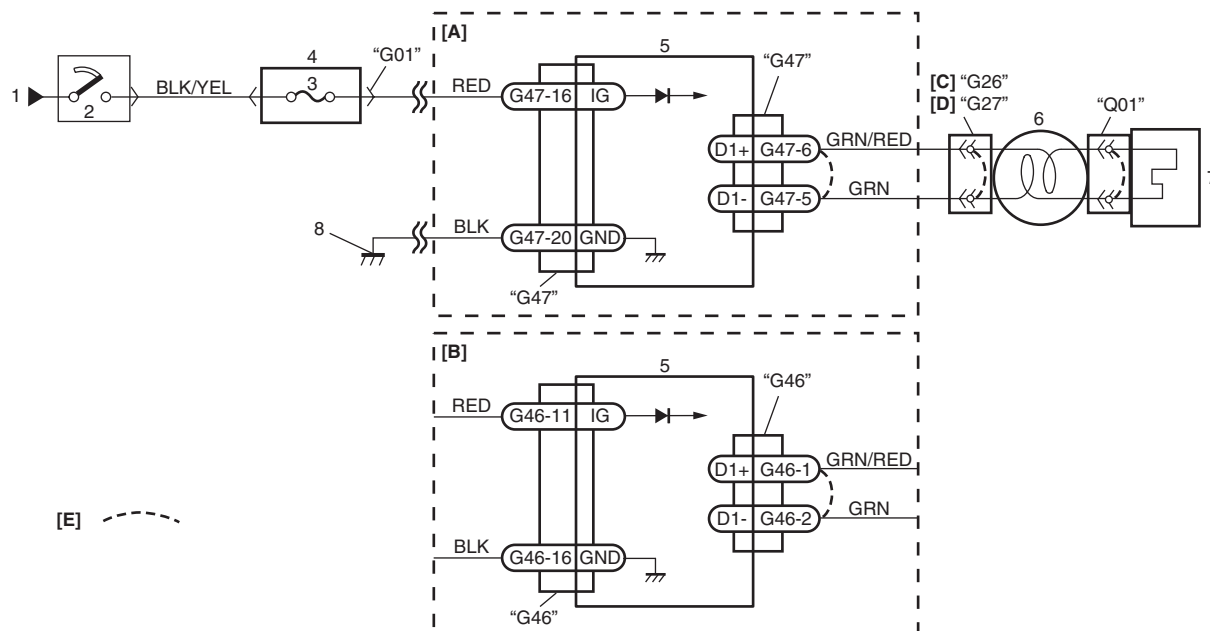 [A]
5
4
"G01"
"G47"
3
1
2
BLK/YEL
RED
G47-16 IG
[C] "G26"
[D] "G27"
6
"Q01"
D1+ G47-6
GRN/RED
D1- G47-5
GRN
8
BLK
G47-20 GND
"G47"
[B]
5
"G46"
RED
G46-11 IG
D1+ G46-1
GRN/RED
D1- G46-2
GRN
[E]
BLK
G46-16 GND
"G46"